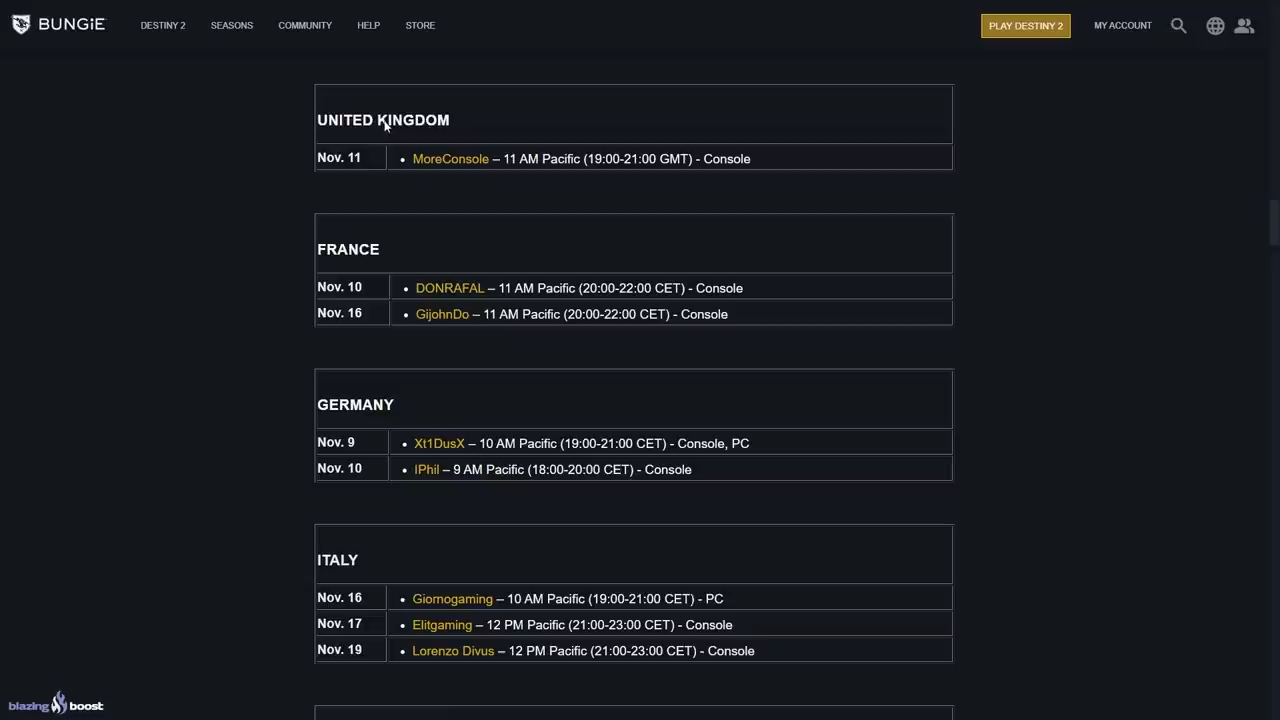 BUNGiE DESTINY 2 SEASONS COMMUNITY HELP STORE PLAY DESTINY 2 MY ACCOUNT
UNITED KINGDOM
Nov. 11 • MoreConsole – 11 AM Pacific (19:00-21:00 GMT) - Console
FRANCE
Nov. 10 • DONRAFAL – 11 AM Pacific (20:00-22:00 CET) - Console
Nov. 16 • GijohnDo – 11 AM Pacific (20:00-22:00 CET) - Console
GERMANY
Nov. 9 • Xt1DusX – 10 AM Pacific (19:00-21:00 CET) - Console, PC
Nov. 10 • IPhil – 9 AM Pacific (18:00-20:00 CET) - Console
ITALY
Nov. 16 • Giornogaming – 10 AM Pacific (19:00-21:00 CET) - PC
Nov. 17 • Elitgaming – 12 PM Pacific (21:00-23:00 CET) - Console
Nov. 19 • Lorenzo Divus – 12 PM Pacific (21:00-23:00 CET) - Console
blazing boost